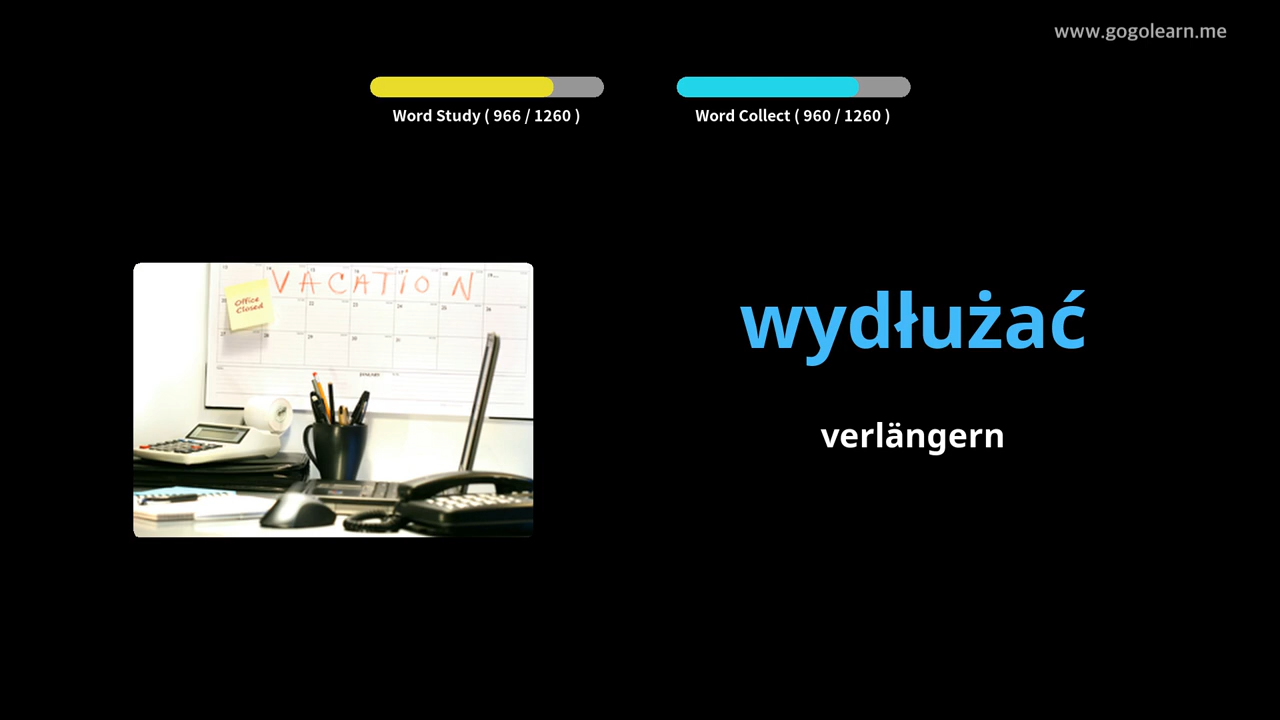 www.gogolearn.me
Word Study ( 966 / 1260 )
Word Collect ( 960 / 1260 )
VACATION
Office
Closed
wydłużać
verlängern